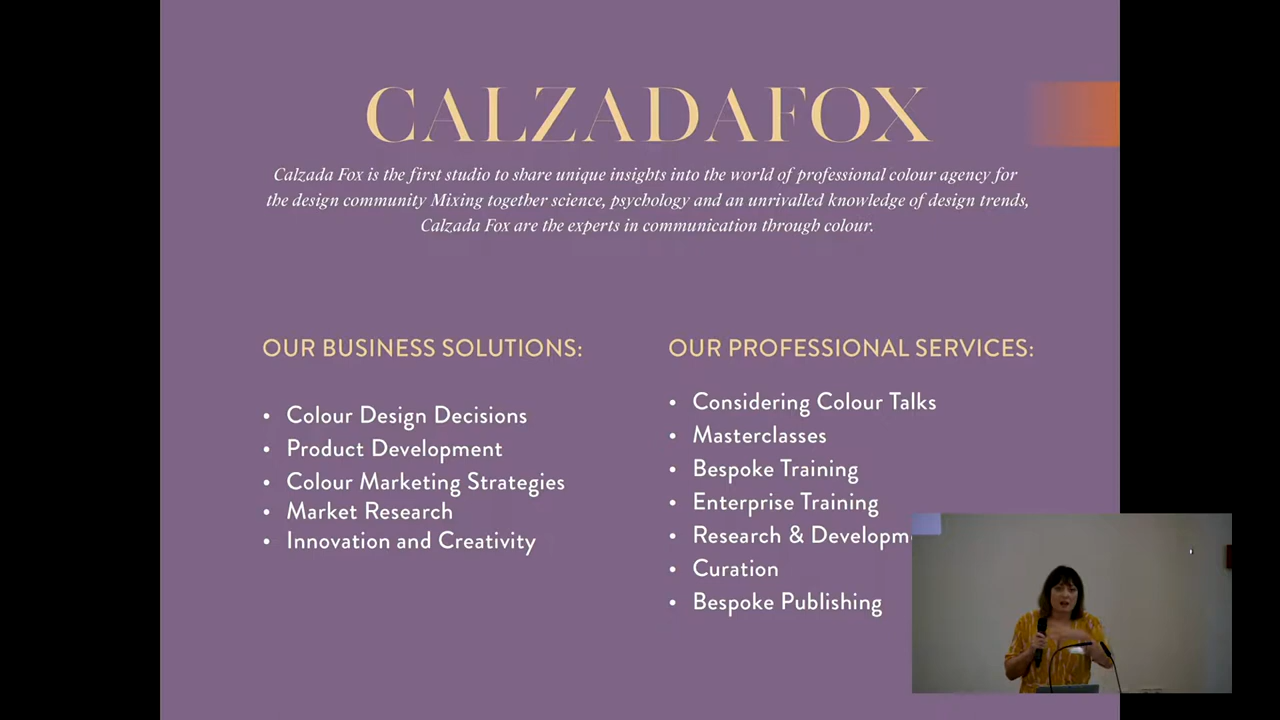 CALZADAFOX
Calzada Fox is the first studio to share unique insights into the world of professional colour agency for
the design community Mixing together science, psychology and an unrivalled knowledge of design trends,
Calzada Fox are the experts in communication through colour.
OUR BUSINESS SOLUTIONS:
• Colour Design Decisions
• Product Development
• Colour Marketing Strategies
• Market Research
• Innovation and Creativity
OUR PROFESSIONAL SERVICES:
• Considering Colour Talks
• Masterclasses
• Bespoke Training
• Enterprise Training
• Research & Developm
• Curation
• Bespoke Publishing